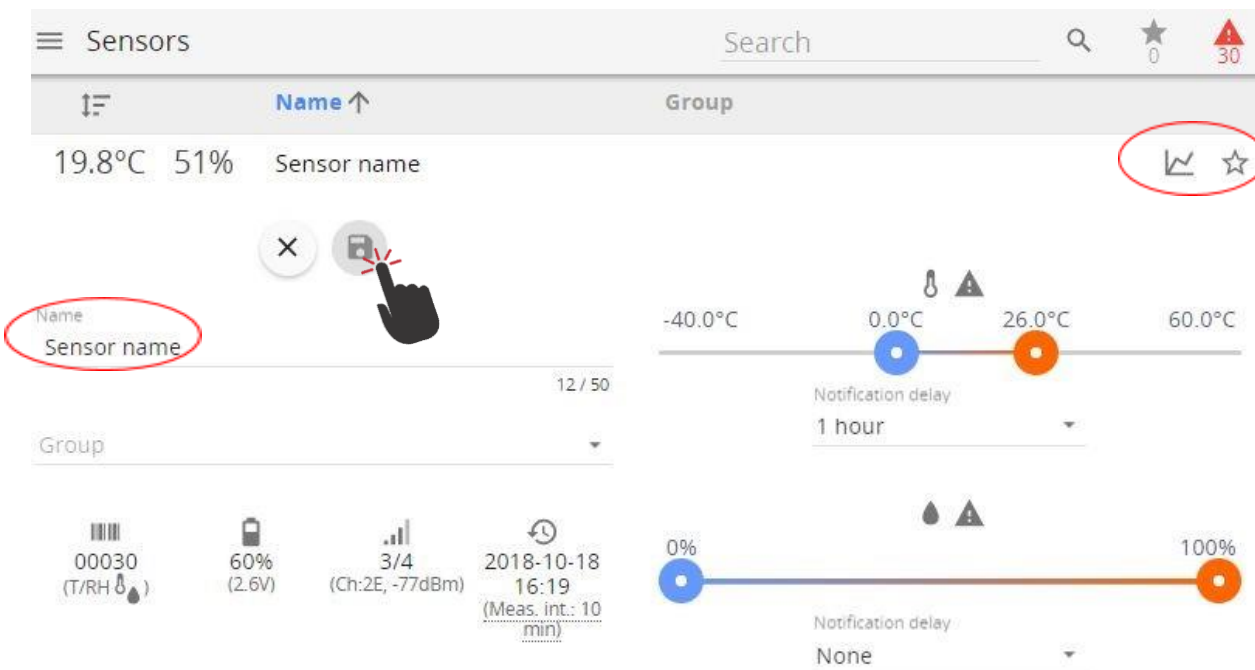 Sensors
Search
0
30
Name
Group
19.8°C 51% Sensor name
Name
Sensor name
12 / 50
Group
00030
(T/RH)
60%
(2.6V)
3/4
(Ch:2E, -77dBm)
2018-10-18
16:19
(Meas. int.: 10
min)
-40.0°C 0.0°C 26.0°C 60.0°C
Notification delay
1 hour
0% 100%
Notification delay
None